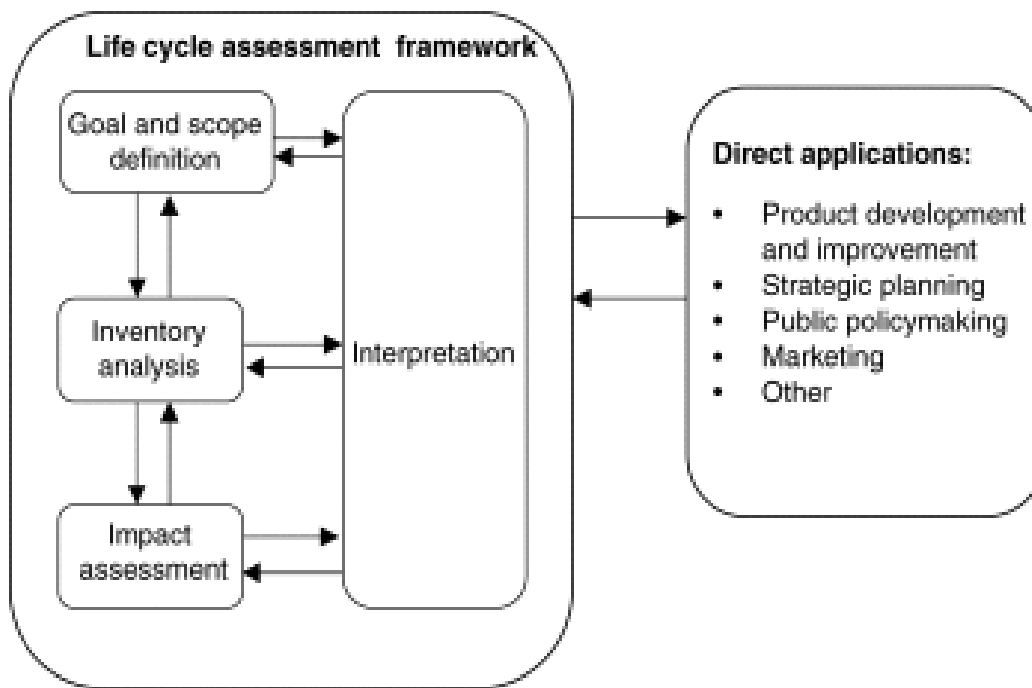 Life cycle assessment framework
Goal and scope
definition
Inventory
analysis
Impact
assessment
Interpretation
Direct applications:
• Product development
and improvement
• Strategic planning
• Public policymaking
• Marketing
• Other